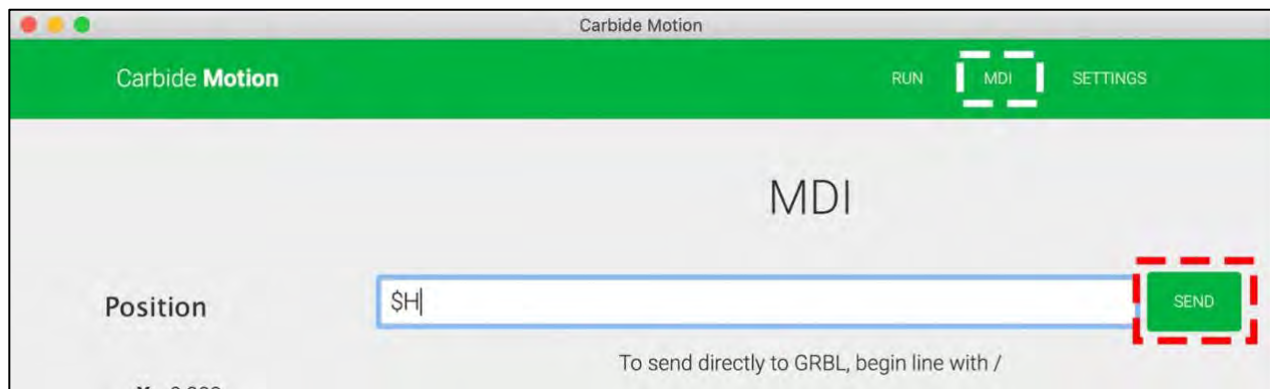 Carbide Motion
Carbide Motion
RUN
MDI
SETTINGS
MDI
Position
$H
SEND
To send directly to GRBL, begin line with /